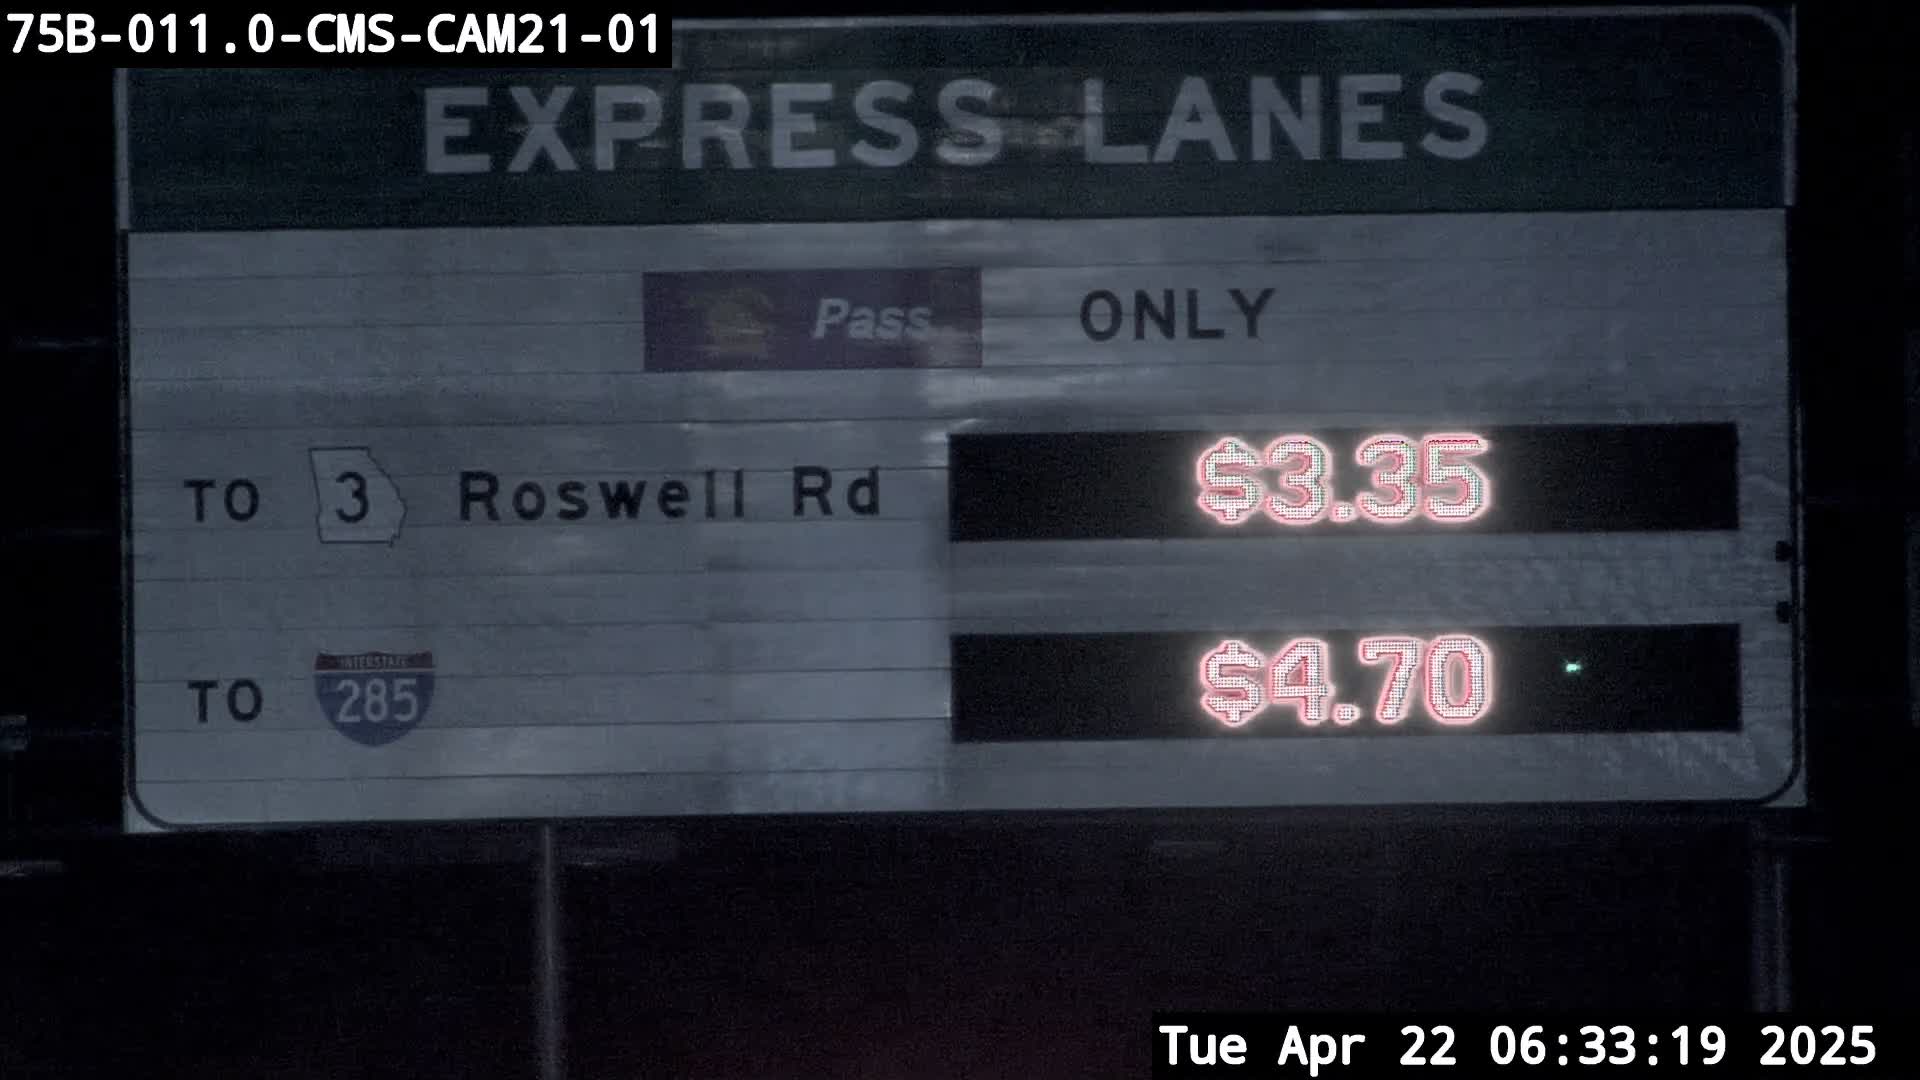 75B-011.0-CMS-CAM21-01
EXPRESS LANES
Pass ONLY
TO 3 Roswell Rd $3.35
INTERSTATE
TO 285 $4.70
Tue Apr 22 06:33:19 2025